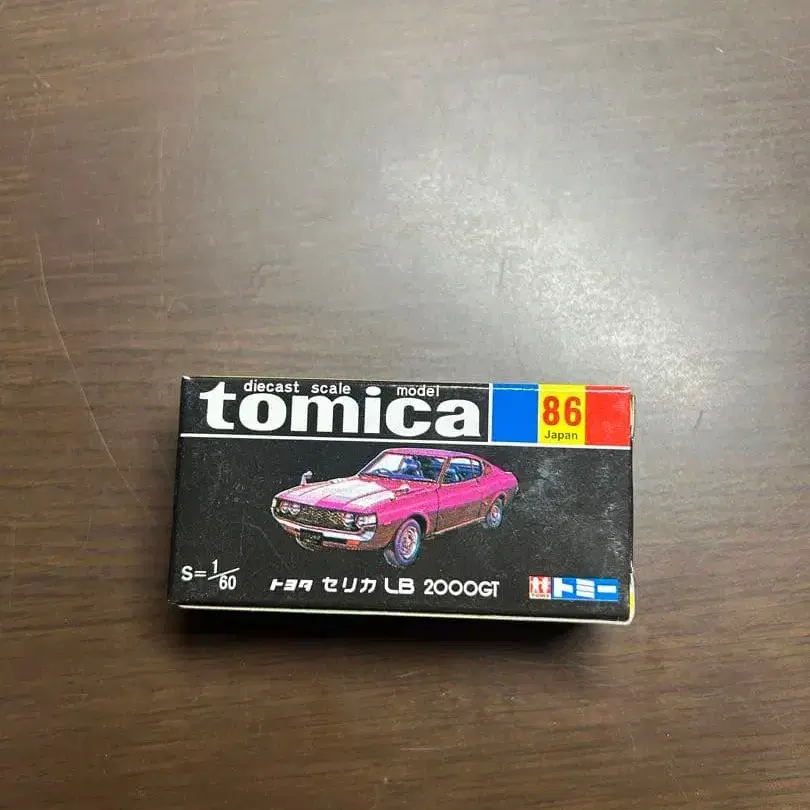 diecast scale model
tomica
86
Japan
S=1/60
トヨタ セリカ LB 2000GT
TOMY
トミー